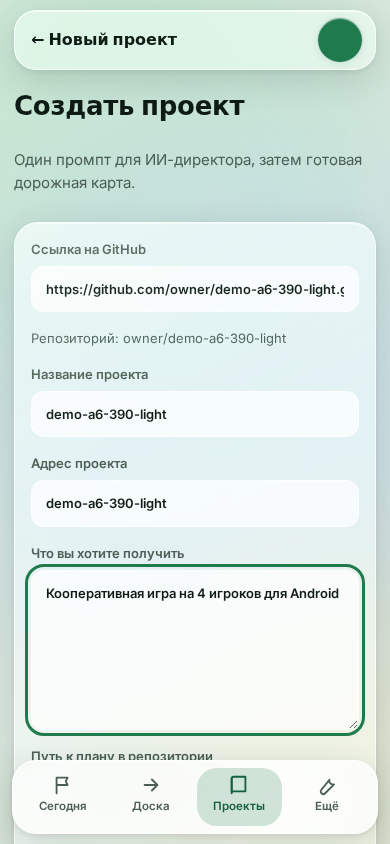 ← Новый проект
Создать проект
Один промпт для ИИ-директора, затем готовая
дорожная карта.
Ссылка на GitHub
https://github.com/owner/demo-a6-390-light.g
Репозиторий: owner/demo-a6-390-light
Название проекта
demo-a6-390-light
Адрес проекта
demo-a6-390-light
Что вы хотите получить
Кооперативная игра на 4 игроков для Android
Путь к плану в репозитории
Сегодня
Доска
Проекты
Ещё